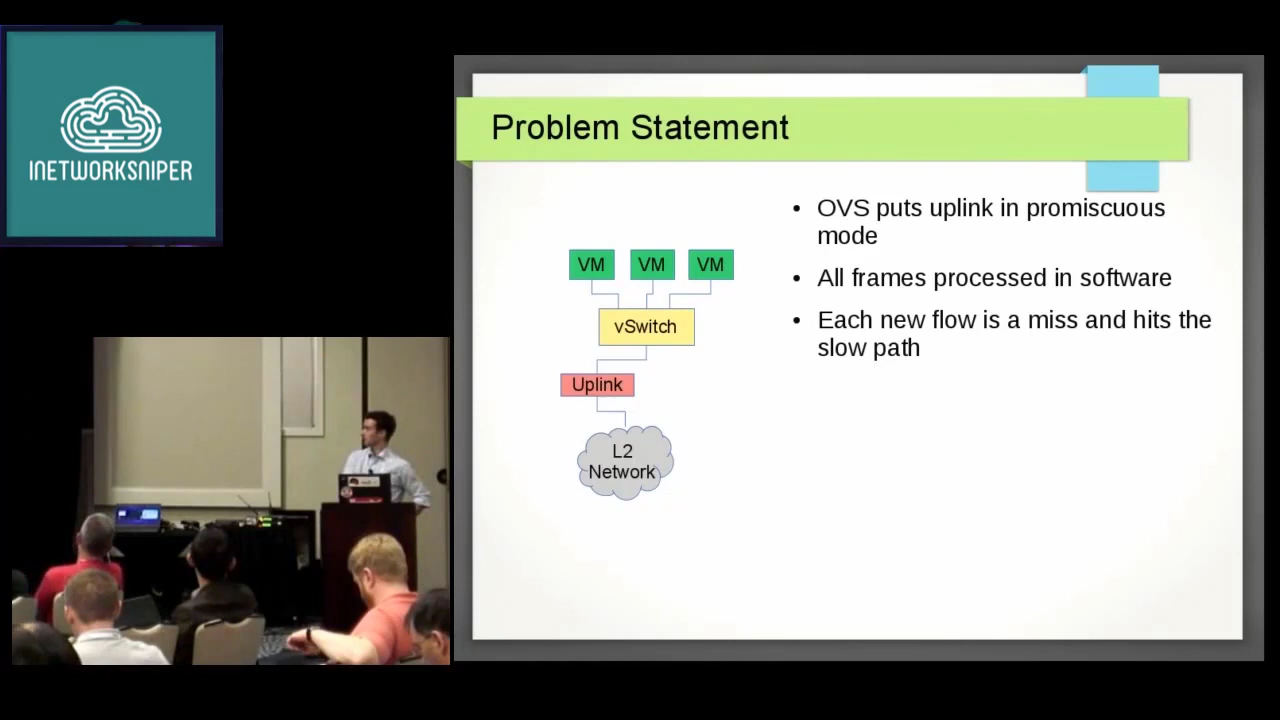 INETWORKSNIPER
Problem Statement
• OVS puts uplink in promiscuous
mode
• All frames processed in software
• Each new flow is a miss and hits the
slow path
VM VM VM
vSwitch
Uplink
L2
Network